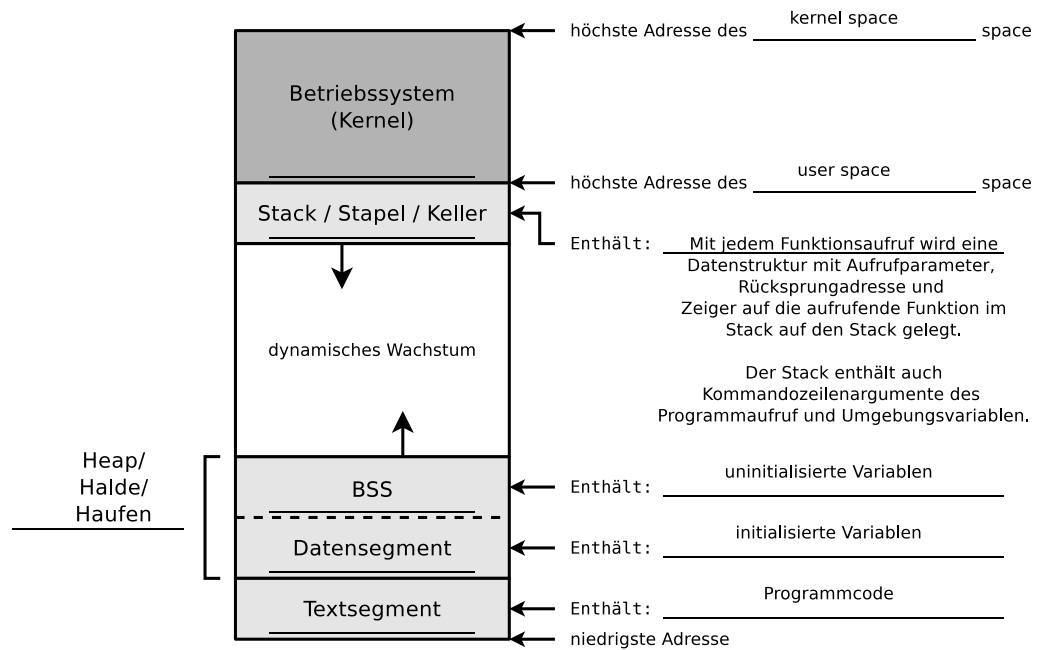 höchste Adresse des kernel space space
Betriebssystem
(Kernel)
höchste Adresse des user space space
Stack / Stapel / Keller
Enthält: Mit jedem Funktionsaufruf wird eine
Datenstruktur mit Aufrufparameter,
Rücksprungadresse und
Zeiger auf die aufrufende Funktion im
Stack auf den Stack gelegt.
Der Stack enthält auch
Kommandozeilenargumente des
Programmaufruf und Umgebungsvariablen.
dynamisches Wachstum
Heap/
Halde/
Haufen
BSS
Enthält: uninitialisierte Variablen
Datensegment
Enthält: initialisierte Variablen
Textsegment
Enthält: Programmcode
niedrigste Adresse